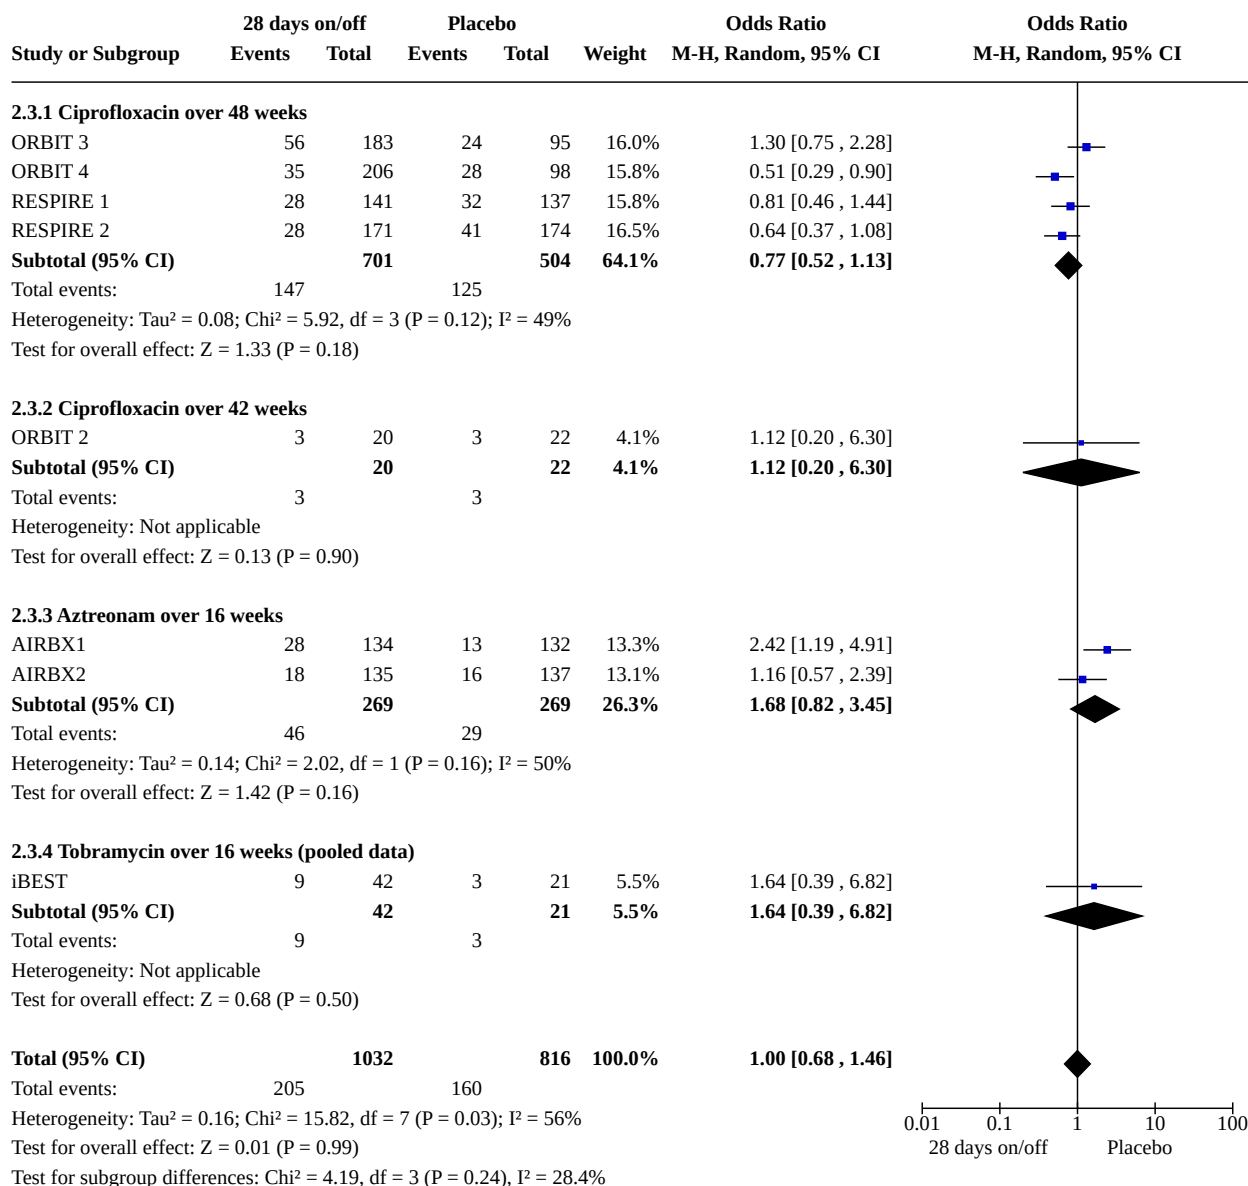 28 days on/off Placebo Odds Ratio Odds Ratio
Study or Subgroup Events Total Events Total Weight M-H, Random, 95% CI M-H, Random, 95% CI
2.3.1 Ciprofloxacin over 48 weeks
ORBIT 3 56 183 24 95 16.0% 1.30 [0.75 , 2.28]
ORBIT 4 35 206 28 98 15.8% 0.51 [0.29 , 0.90]
RESPIRE 1 28 141 32 137 15.8% 0.81 [0.46 , 1.44]
RESPIRE 2 28 171 41 174 16.5% 0.64 [0.37 , 1.08]
Subtotal (95% CI) 701 504 64.1% 0.77 [0.52 , 1.13]
Total events: 147 125
Heterogeneity: Tau² = 0.08; Chi² = 5.92, df = 3 (P = 0.12); I² = 49%
Test for overall effect: Z = 1.33 (P = 0.18)
2.3.2 Ciprofloxacin over 42 weeks
ORBIT 2 3 20 3 22 4.1% 1.12 [0.20 , 6.30]
Subtotal (95% CI) 20 22 4.1% 1.12 [0.20 , 6.30]
Total events: 3 3
Heterogeneity: Not applicable
Test for overall effect: Z = 0.13 (P = 0.90)
2.3.3 Aztreonam over 16 weeks
AIRBX1 28 134 13 132 13.3% 2.42 [1.19 , 4.91]
AIRBX2 18 135 16 137 13.1% 1.16 [0.57 , 2.39]
Subtotal (95% CI) 269 269 26.3% 1.68 [0.82 , 3.45]
Total events: 46 29
Heterogeneity: Tau² = 0.14; Chi² = 2.02, df = 1 (P = 0.16); I² = 50%
Test for overall effect: Z = 1.42 (P = 0.16)
2.3.4 Tobramycin over 16 weeks (pooled data)
iBEST 9 42 3 21 5.5% 1.64 [0.39 , 6.82]
Subtotal (95% CI) 42 21 5.5% 1.64 [0.39 , 6.82]
Total events: 9 3
Heterogeneity: Not applicable
Test for overall effect: Z = 0.68 (P = 0.50)
Total (95% CI) 1032 816 100.0% 1.00 [0.68 , 1.46]
Total events: 205 160
Heterogeneity: Tau² = 0.16; Chi² = 15.82, df = 7 (P = 0.03); I² = 56%
0.01 0.1 1 10 100
Test for overall effect: Z = 0.01 (P = 0.99)
28 days on/off Placebo
Test for subgroup differences: Chi² = 4.19, df = 3 (P = 0.24), I² = 28.4%